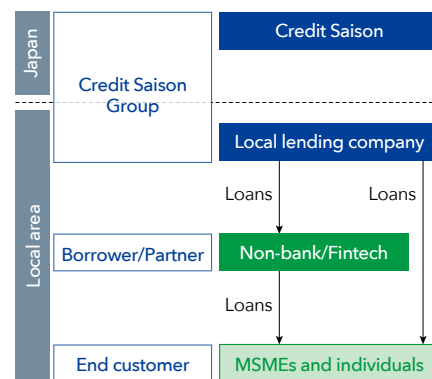 Japan
Credit Saison
Group
Credit Saison
Local area
Local lending company
Loans
Loans
Borrower/Partner
Non-bank/Fintech
Loans
End customer
MSMEs and individuals